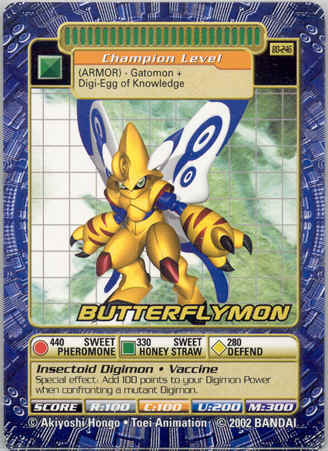 Champion Level
BO-246
(ARMOR) - Gatomon +
Digi-Egg of Knowledge
BUTTERFLYMON
440 SWEET PHEROMONE 330 SWEET HONEY STRAW 280 DEFEND
Insectoid Digimon • Vaccine
Special effect: Add 100 points to your Digimon Power
when confronting a mutant Digimon.
SCORE R:100 C:100 U:200 M:300
© Akiyoshi Hongo • Toei Animation © 2002 BANDAI